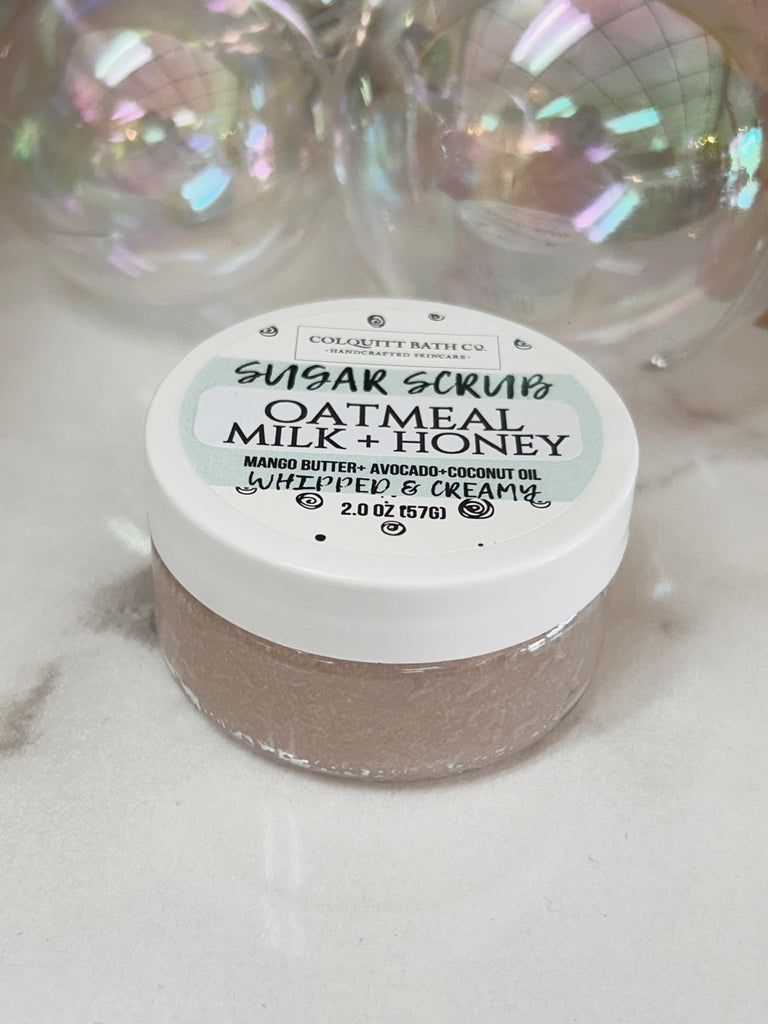 COLQUITT BATH CO.
-HANDCRAFTED SKINCARE-
SUGAR SCRUB
OATMEAL
MILK + HONEY
MANGO BUTTER+ AVOCADO+COCONUT OIL
WHIPPED & CREAMY
2.0 OZ (57G)